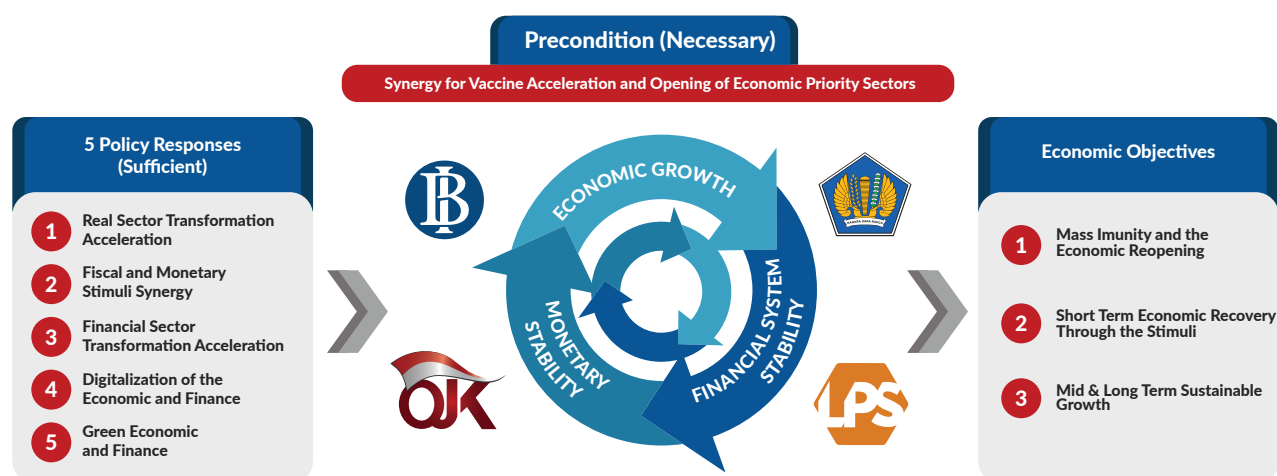 Precondition (Necessary)
Synergy for Vaccine Acceleration and Opening of Economic Priority Sectors
5 Policy Responses
(Sufficient)
1
Real Sector Transformation
Acceleration
2
Fiscal and Monetary
Stimuli Synergy
3
Financial Sector
Transformation Acceleration
4
Digitalization of the
Economic and Finance
5
Green Economic
and Finance
ECONOMIC GROWTH
FINANCIAL SYSTEM
STABILITY
MONETARY
STABILITY
BI
NAGARA DANA RAKCA
OJK
LPS
Economic Objectives
1
Mass Imunity and the
Economic Reopening
2
Short Term Economic Recovery
Through the Stimuli
3
Mid & Long Term Sustainable
Growth